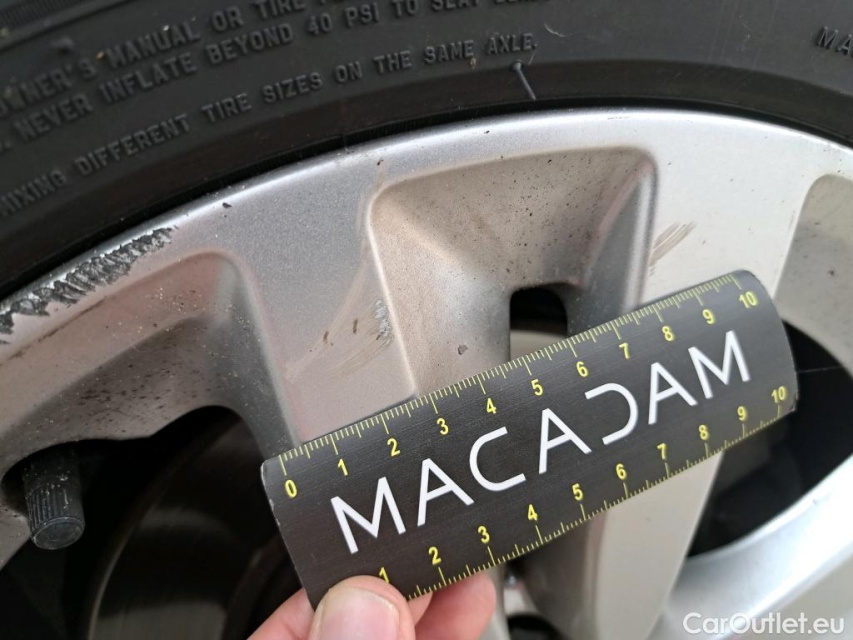 OWNER'S MANUAL OR TIRE
NEVER INFLATE BEYOND 40 PSI TO SEAT
MIXING DIFFERENT TIRE SIZES ON THE SAME AXLE.
0 1 2 3 4 5 6 7 8 9 10
MACADAM
1 2 3 4 5 6 7 8 9 10
CarOutlet.eu